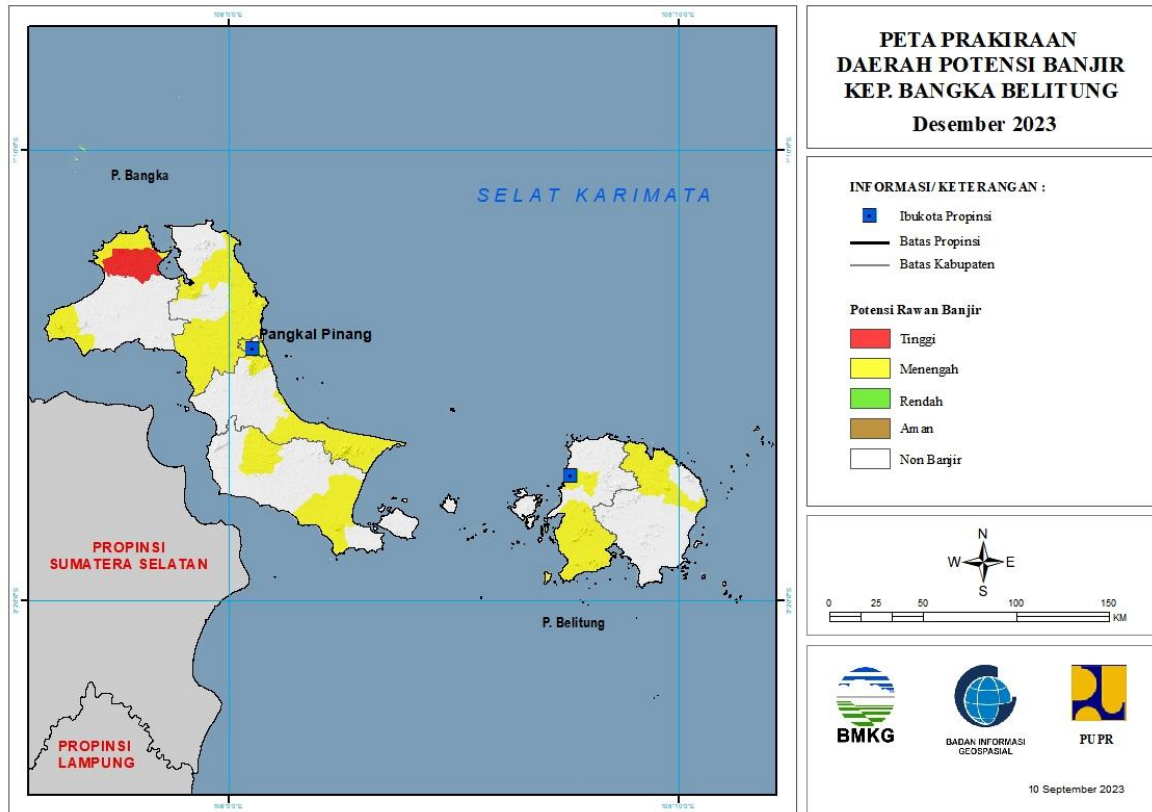 P. Bangka
SELAT KARIMATA
Pangkal Pinang
PROPINSI
SUMATERA SELATAN
P. Belitung
PROPINSI
LAMPUNG
PETA PRAKIRAAN
DAERAH POTENSI BANJIR
KEP. BANGKA BELITUNG
Desember 2023
INFORMASI/ KETERANGAN :
Ibukota Propinsi
Batas Propinsi
Batas Kabupaten
Potensi Rawan Banjir
Tinggi
Menengah
Rendah
Aman
Non Banjir
N
W E
S
0 25 50 100 150
KM
BMKG
BADAN INFORMASI
GEOSPASIAL
PUPR
10 September 2023